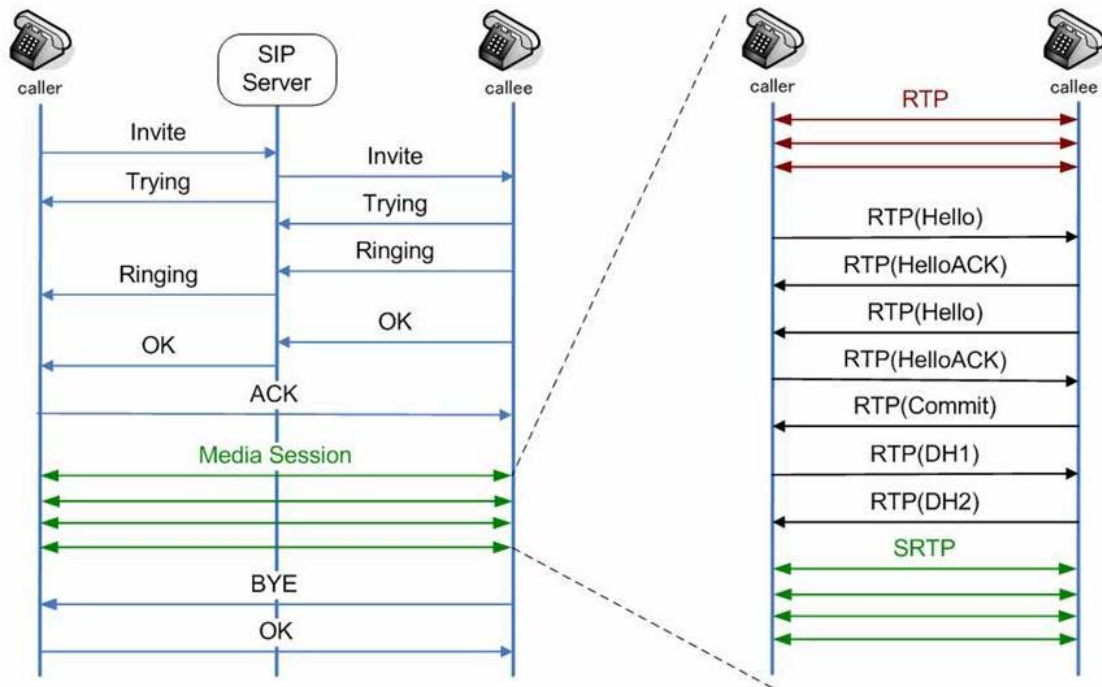 caller
SIP
Server
callee
Invite
Invite
Trying
Trying
Ringing
Ringing
OK
OK
ACK
Media Session
BYE
OK
caller
callee
RTP
RTP(Hello)
RTP(HelloACK)
RTP(Hello)
RTP(HelloACK)
RTP(Commit)
RTP(DH1)
RTP(DH2)
SRTP